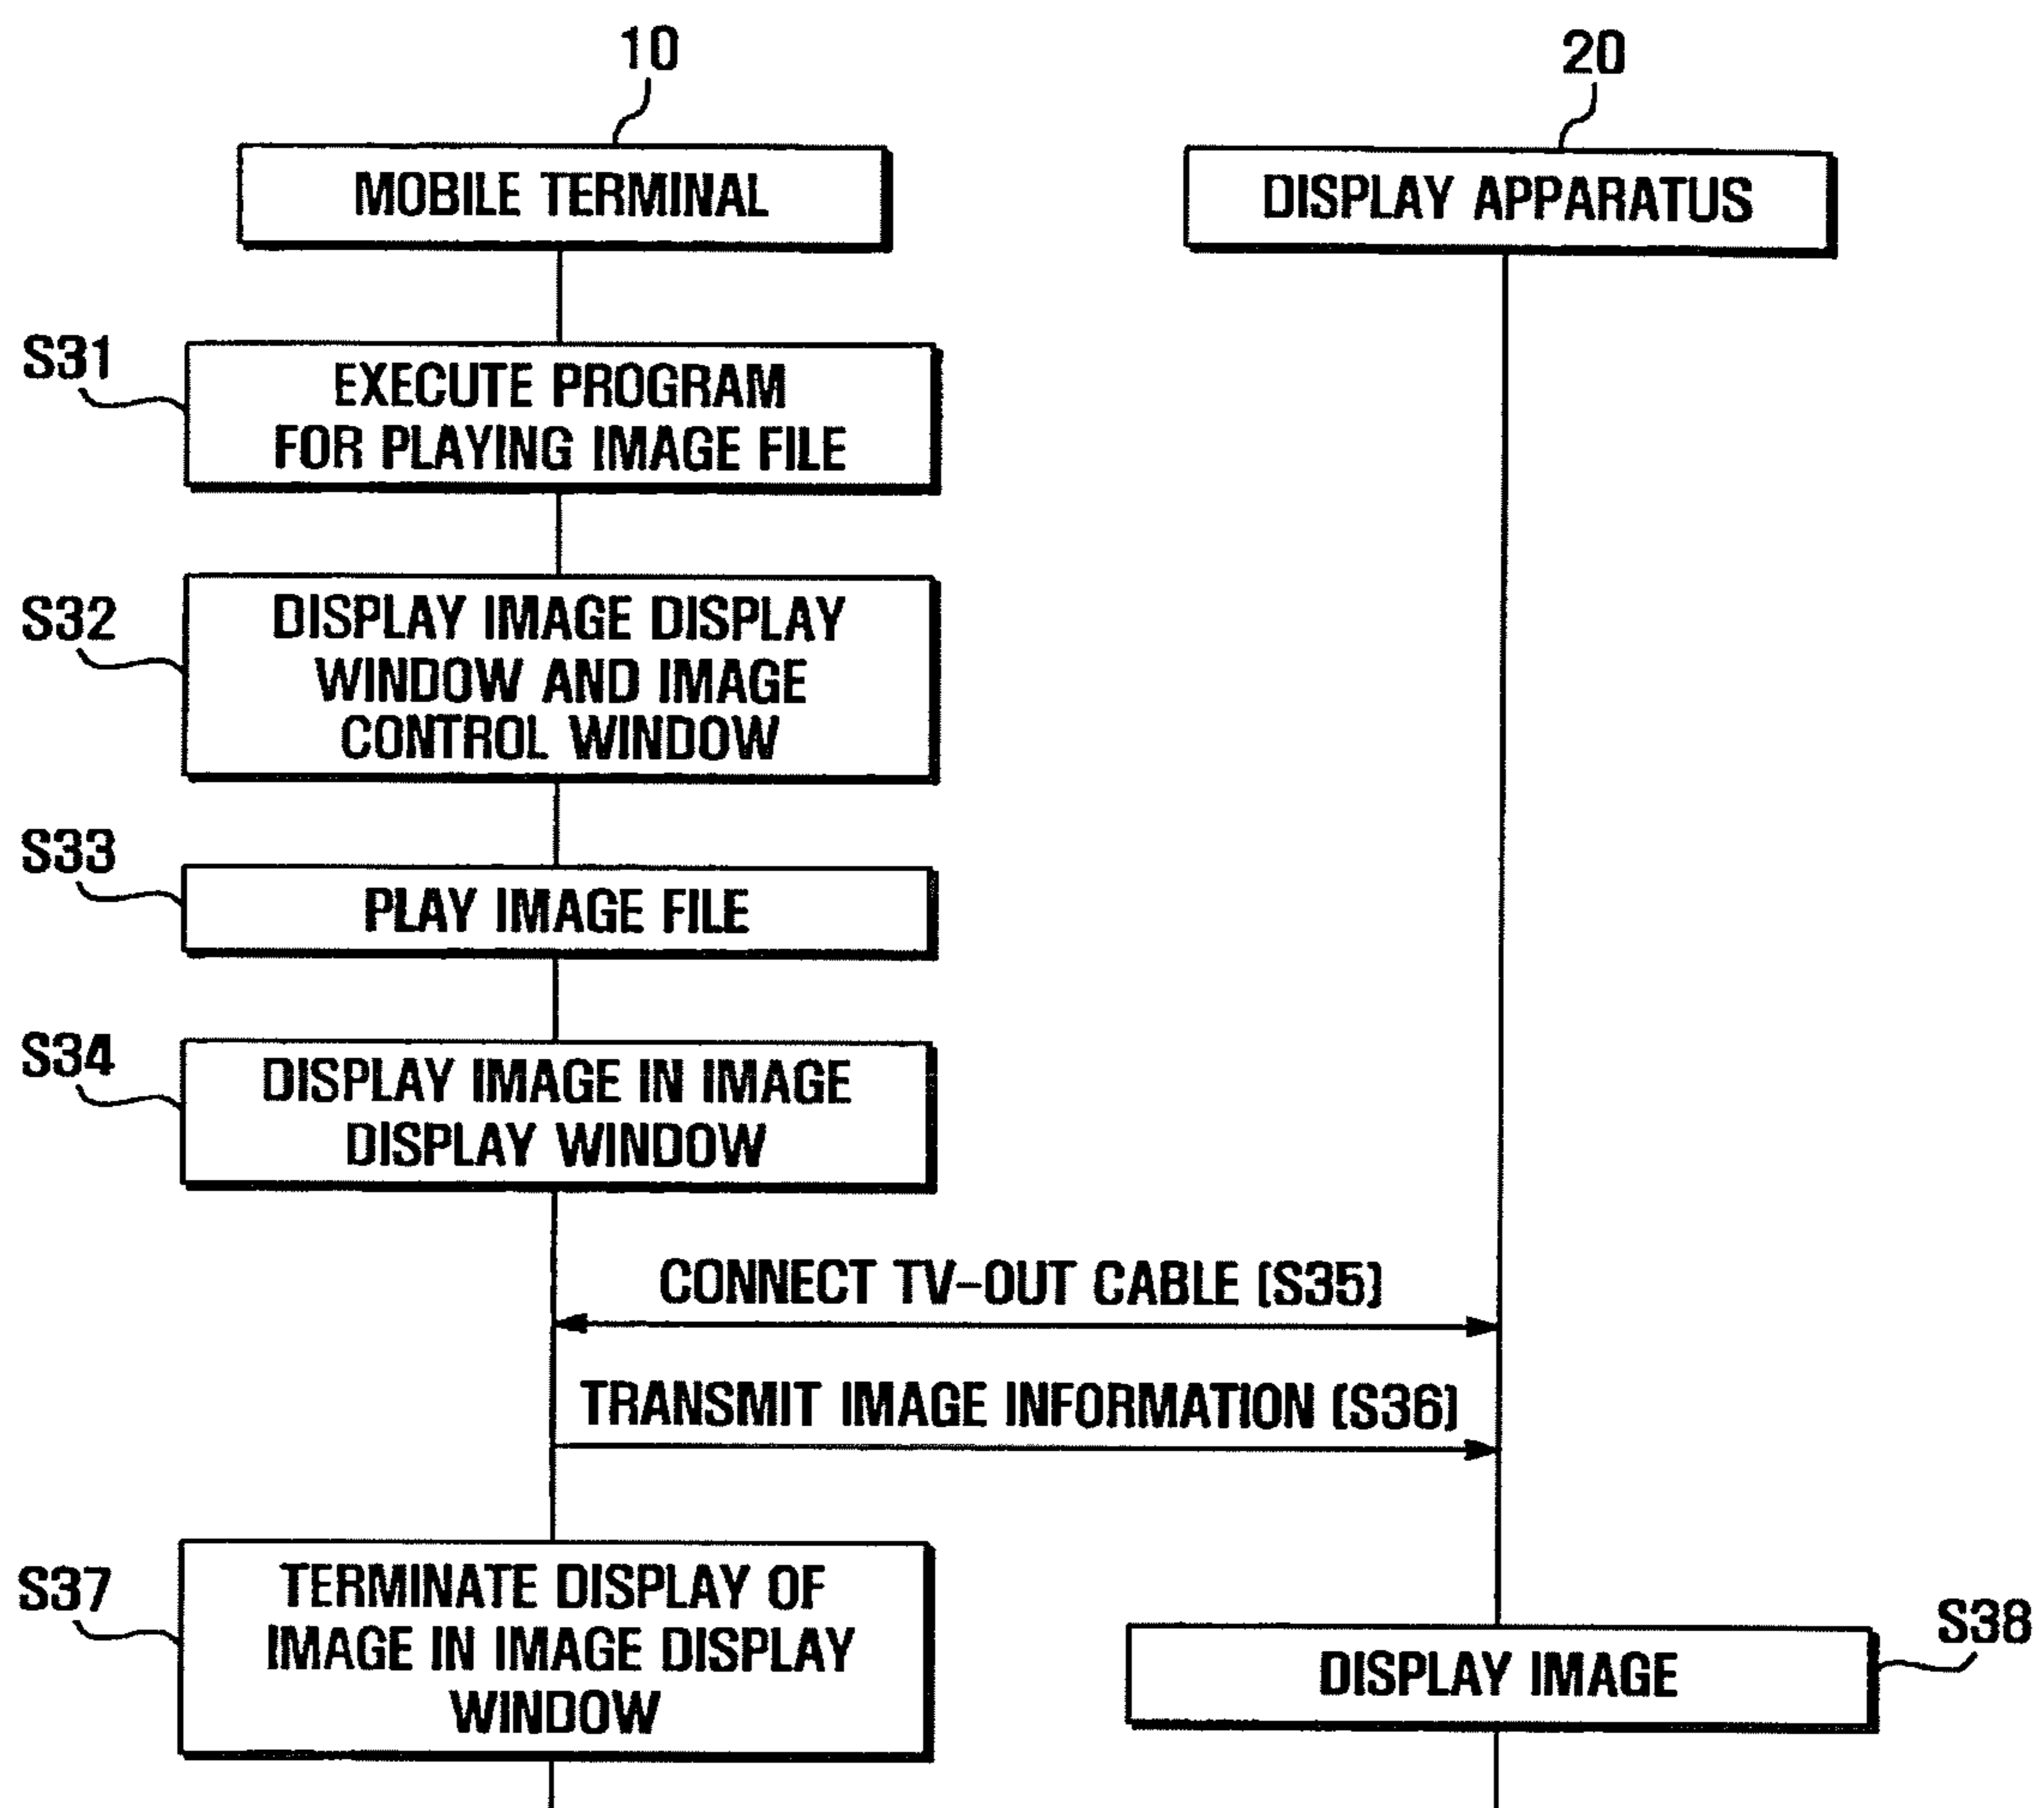 10
20
MOBILE TERMINAL
DISPLAY APPARATUS
S31
EXECUTE PROGRAM
FOR PLAYING IMAGE FILE
S32
DISPLAY IMAGE DISPLAY
WINDOW AND IMAGE
CONTROL WINDOW
S33
PLAY IMAGE FILE
S34
DISPLAY IMAGE IN IMAGE
DISPLAY WINDOW
CONNECT TV-OUT CABLE (S35)
TRANSMIT IMAGE INFORMATION (S36)
S37
TERMINATE DISPLAY OF
IMAGE IN IMAGE DISPLAY
WINDOW
S38
DISPLAY IMAGE